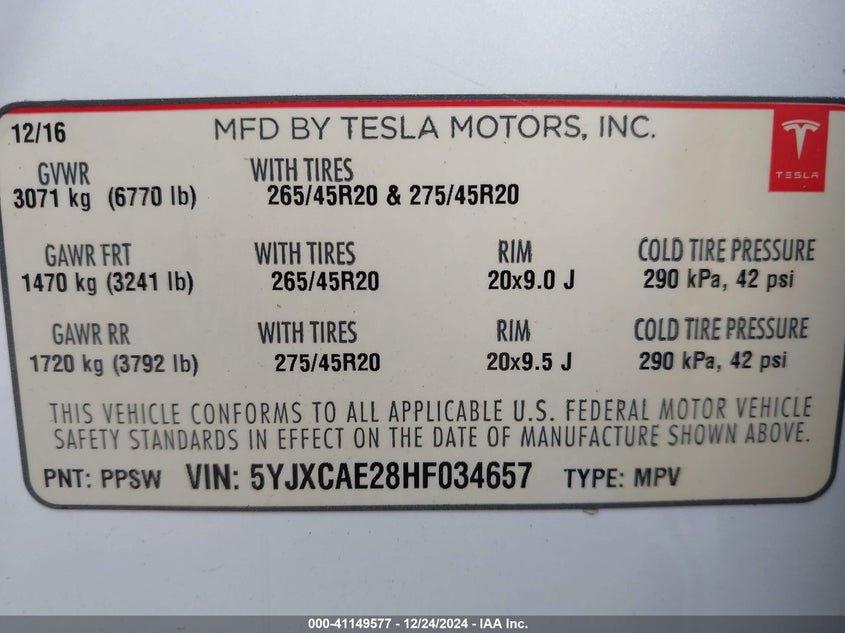 12/16 MFD BY TESLA MOTORS, INC.
TESLA
GVWR WITH TIRES
3071 kg (6770 lb) 265/45R20 & 275/45R20
GAWR FRT WITH TIRES RIM COLD TIRE PRESSURE
1470 kg (3241 lb) 265/45R20 20x9.0 J 290 kPa, 42 psi
GAWR RR WITH TIRES RIM COLD TIRE PRESSURE
1720 kg (3792 lb) 275/45R20 20x9.5 J 290 kPa, 42 psi
THIS VEHICLE CONFORMS TO ALL APPLICABLE U.S. FEDERAL MOTOR VEHICLE
SAFETY STANDARDS IN EFFECT ON THE DATE OF MANUFACTURE SHOWN ABOVE.
PNT: PPSW VIN: 5YJXCAE28HF034657 TYPE: MPV
000-41149577 - 12/24/2024 - IAA Inc.